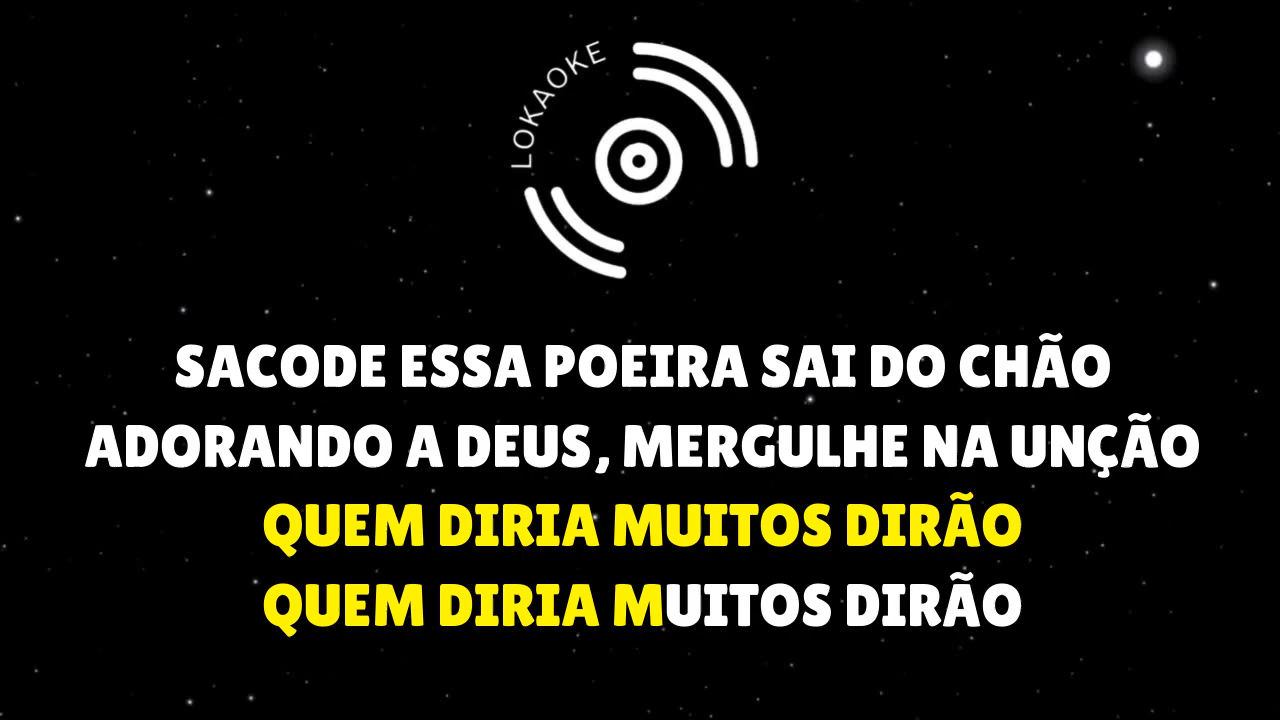 LOKAOKE
SACODE ESSA POEIRA SAI DO CHÃO
ADORANDO A DEUS, MERGULHE NA UNÇÃO
QUEM DIRIA MUITOS DIRÃO
QUEM DIRIA MUITOS DIRÃO